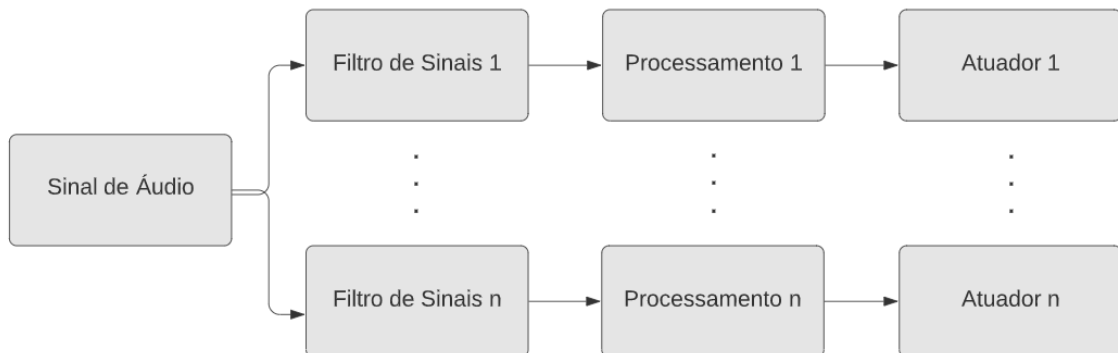 Filtro de Sinais 1
Processamento 1
Atuador 1
Sinal de Áudio
Filtro de Sinais n
Processamento n
Atuador n